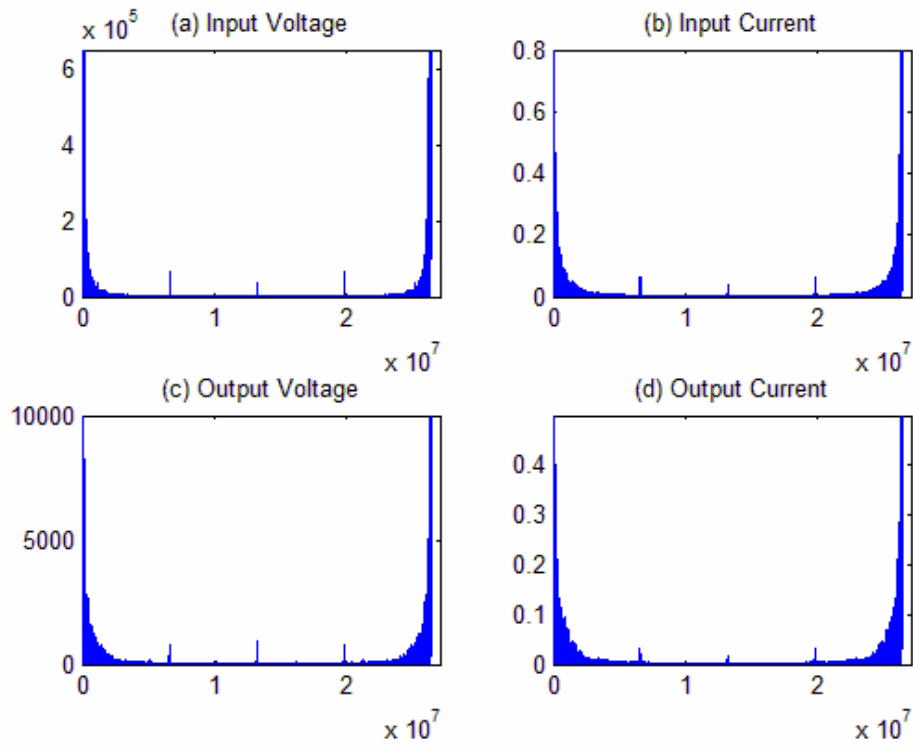 x 10^5
(a) Input Voltage
6
4
2
0
0 1 2
x 10^7
(b) Input Current
0.8
0.6
0.4
0.2
0
0 1 2
x 10^7
(c) Output Voltage
10000
5000
0
0 1 2
x 10^7
(d) Output Current
0.4
0.3
0.2
0.1
0
0 1 2
x 10^7